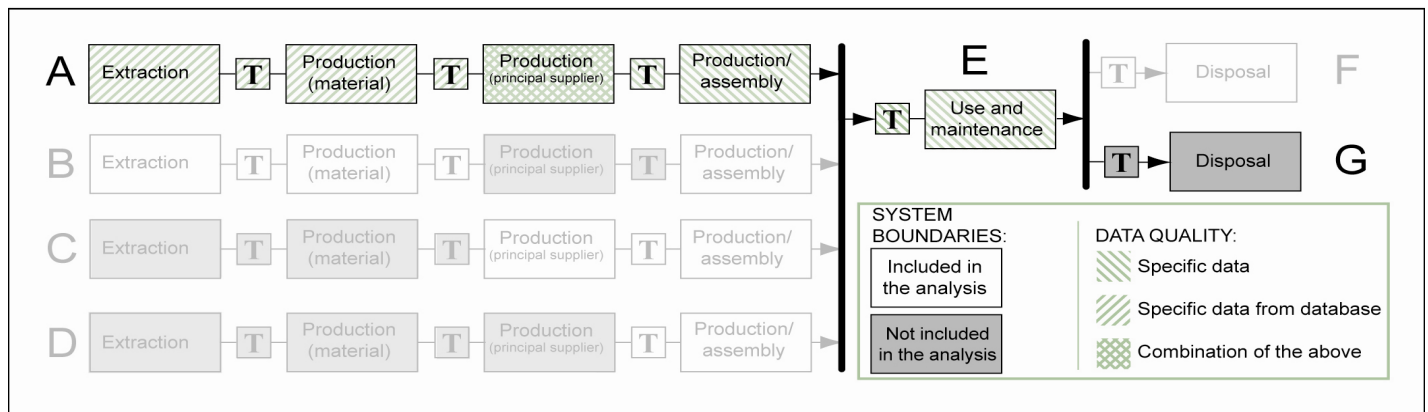 A
Extraction
T
Production
(material)
T
Production
(principal supplier)
T
Production/
assembly
B
Extraction
T
Production
(material)
T
Production
(principal supplier)
T
Production/
assembly
C
Extraction
T
Production
(material)
T
Production
(principal supplier)
T
Production/
assembly
D
Extraction
T
Production
(material)
T
Production
(principal supplier)
T
Production/
assembly
E
T
Use and
maintenance
T
Disposal
F
T
Disposal
G
SYSTEM
BOUNDARIES:
Included in
the analysis
Not included
in the analysis
DATA QUALITY:
Specific data
Specific data from database
Combination of the above